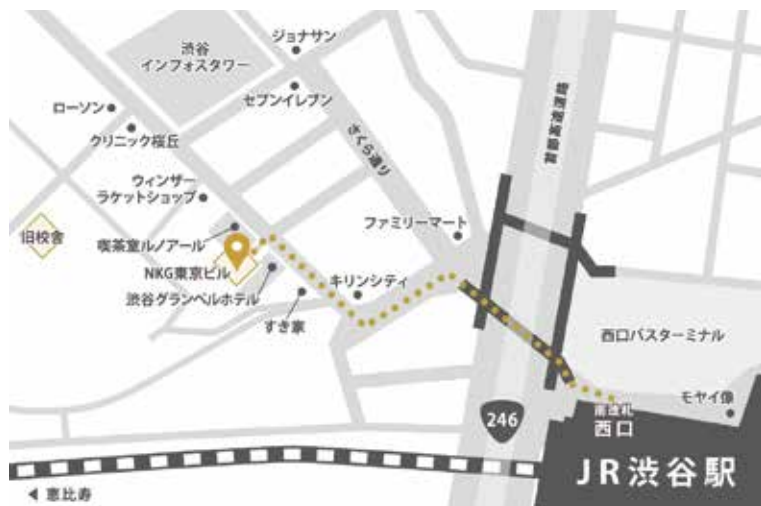 ジョナサン
渋谷
インフォスタワー
セブンイレブン
ローソン
クリニック桜丘
さくら通り
首都高速道路
ウィンザー
ラケットショップ
ファミリーマート
旧校舎
喫茶室ルノアール
NKG東京ビル
渋谷グランベルホテル
キリンシティ
すき家
西口バスターミナル
モヤイ像
南改札
西口
246
JR渋谷駅
◀ 恵比寿